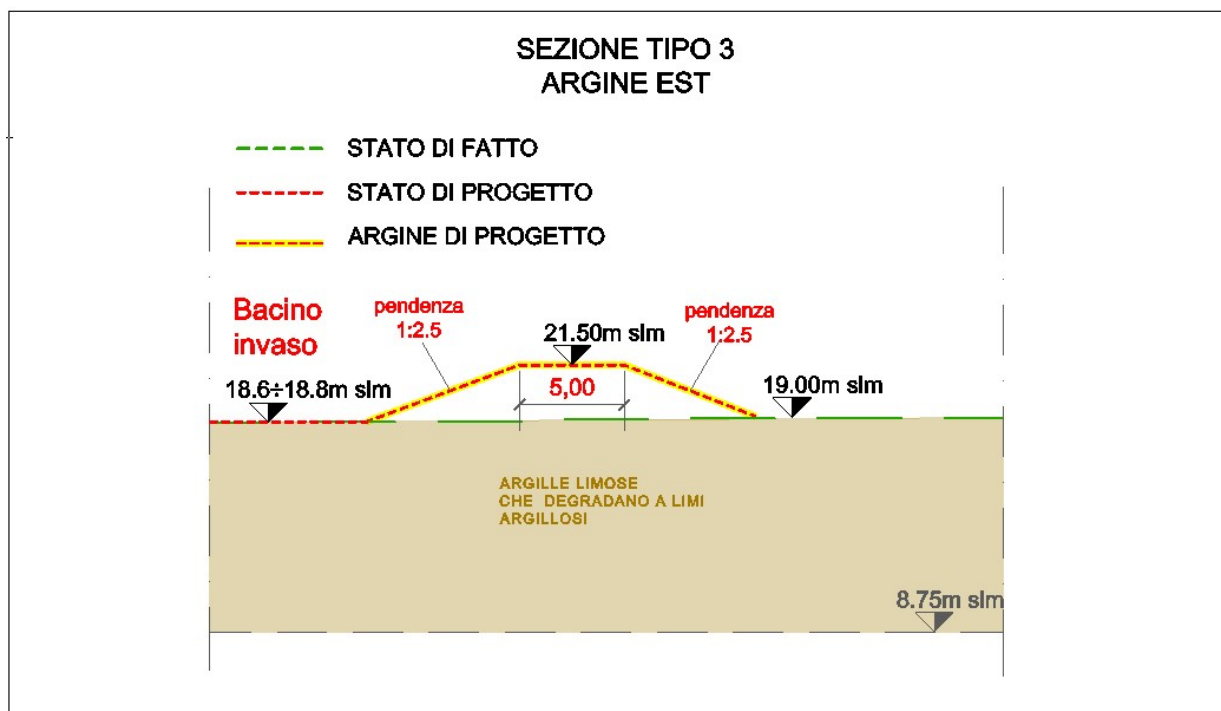 SEZIONE TIPO 3
ARGINE EST
STATO DI FATTO
STATO DI PROGETTO
ARGINE DI PROGETTO
Bacino
invaso
pendenza
1:2.5
21.50m slm
pendenza
1:2.5
18.6÷18.8m slm
5,00
19.00m slm
ARGILLE LIMOSE
CHE DEGRADANO A LIMI
ARGILLOSI
8.75m slm